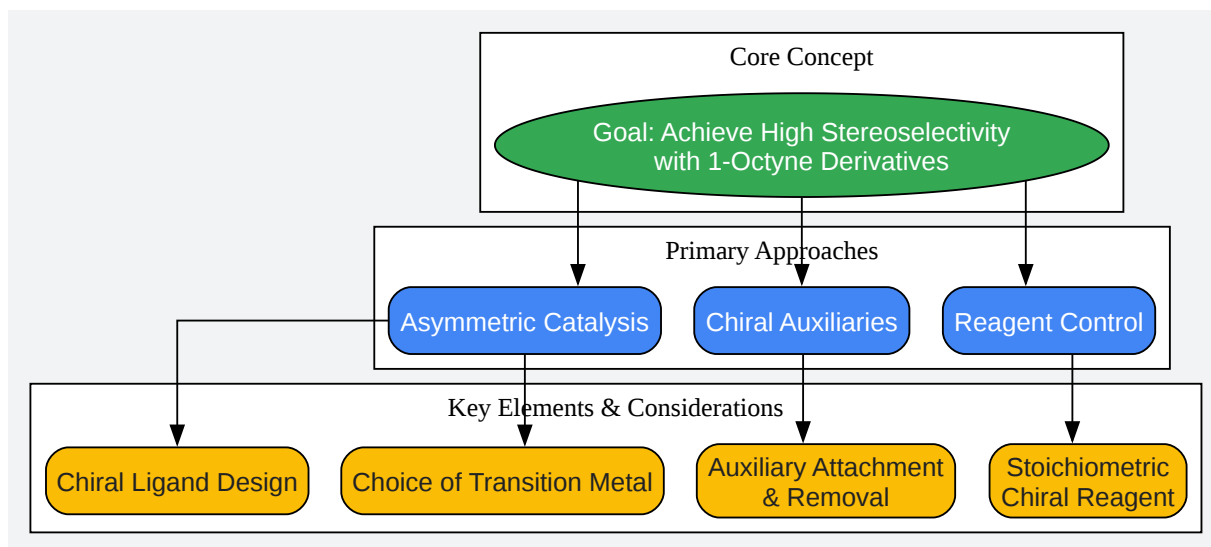 Core Concept
Goal: Achieve High Stereoselectivity
with 1-Octyne Derivatives
Primary Approaches
Asymmetric Catalysis
Chiral Auxiliaries
Reagent Control
Key Elements & Considerations
Chiral Ligand Design
Choice of Transition Metal
Auxiliary Attachment
& Removal
Stoichiometric
Chiral Reagent